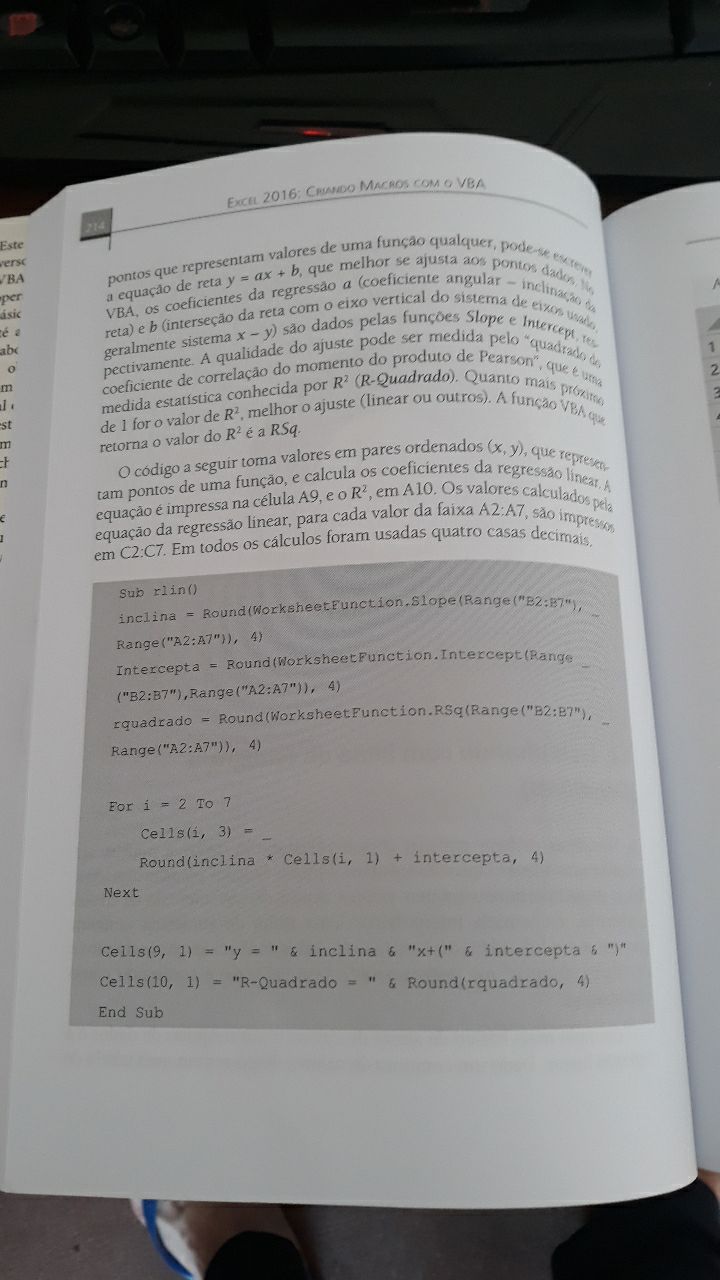 214
EXCEL 2016: CRIANDO MACROS COM O VBA
pontos que representam valores de uma função qualquer, pode-se escrever
a equação de reta y = ax + b, que melhor se ajusta aos pontos dados. No
VBA, os coeficientes da regressão a (coeficiente angular – inclinação da
reta) e b (interseção da reta com o eixo vertical do sistema de eixos usado,
geralmente sistema x – y) são dados pelas funções Slope e Intercept, res-
pectivamente. A qualidade do ajuste pode ser medida pelo "quadrado do
coeficiente de correlação do momento do produto de Pearson", que é uma
medida estatística conhecida por R² (R-Quadrado). Quanto mais próximo
de 1 for o valor de R², melhor o ajuste (linear ou outros). A função VBA que
retorna o valor do R² é a RSq.
O código a seguir toma valores em pares ordenados (x, y), que represen-
tam pontos de uma função, e calcula os coeficientes da regressão linear. A
equação é impressa na célula A9, e o R², em A10. Os valores calculados pela
equação da regressão linear, para cada valor da faixa A2:A7, são impressos
em C2:C7. Em todos os cálculos foram usadas quatro casas decimais.
Sub rlin()
inclina = Round(WorksheetFunction.Slope(Range("B2:B7"), _
Range("A2:A7")), 4)
Intercepta = Round(WorksheetFunction.Intercept(Range _
("B2:B7"),Range("A2:A7")), 4)
rquadrado = Round(WorksheetFunction.RSq(Range("B2:B7"), _
Range("A2:A7")), 4)
For i = 2 To 7
Cells(i, 3) = _
Round(inclina * Cells(i, 1) + intercepta, 4)
Next
Cells(9, 1) = "y = " & inclina & "x+(" & intercepta & ")"
Cells(10, 1) = "R-Quadrado = " & Round(rquadrado, 4)
End Sub